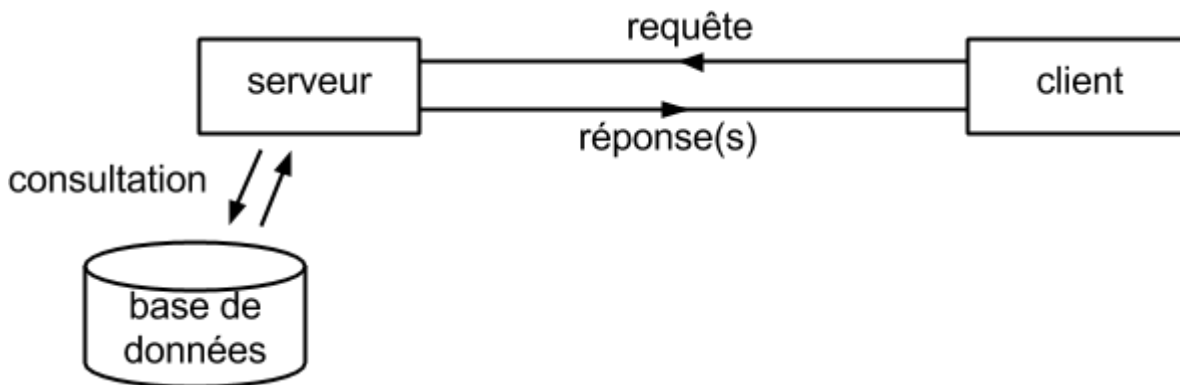 requête
serveur
client
réponse(s)
consultation
base de
données